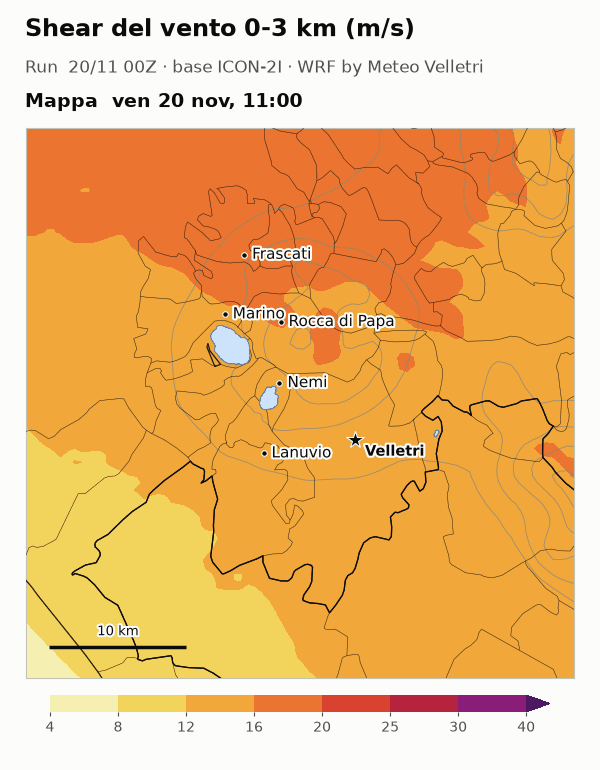 Shear del vento 0-3 km (m/s)
Run  20/11 00Z · base ICON-2I · WRF by Meteo Velletri
Mappa  ven 20 nov, 11:00
Frascati
Marino
Rocca di Papa
Nemi
Velletri
Lanuvio
10 km
4 8 12 16 20 25 30 40